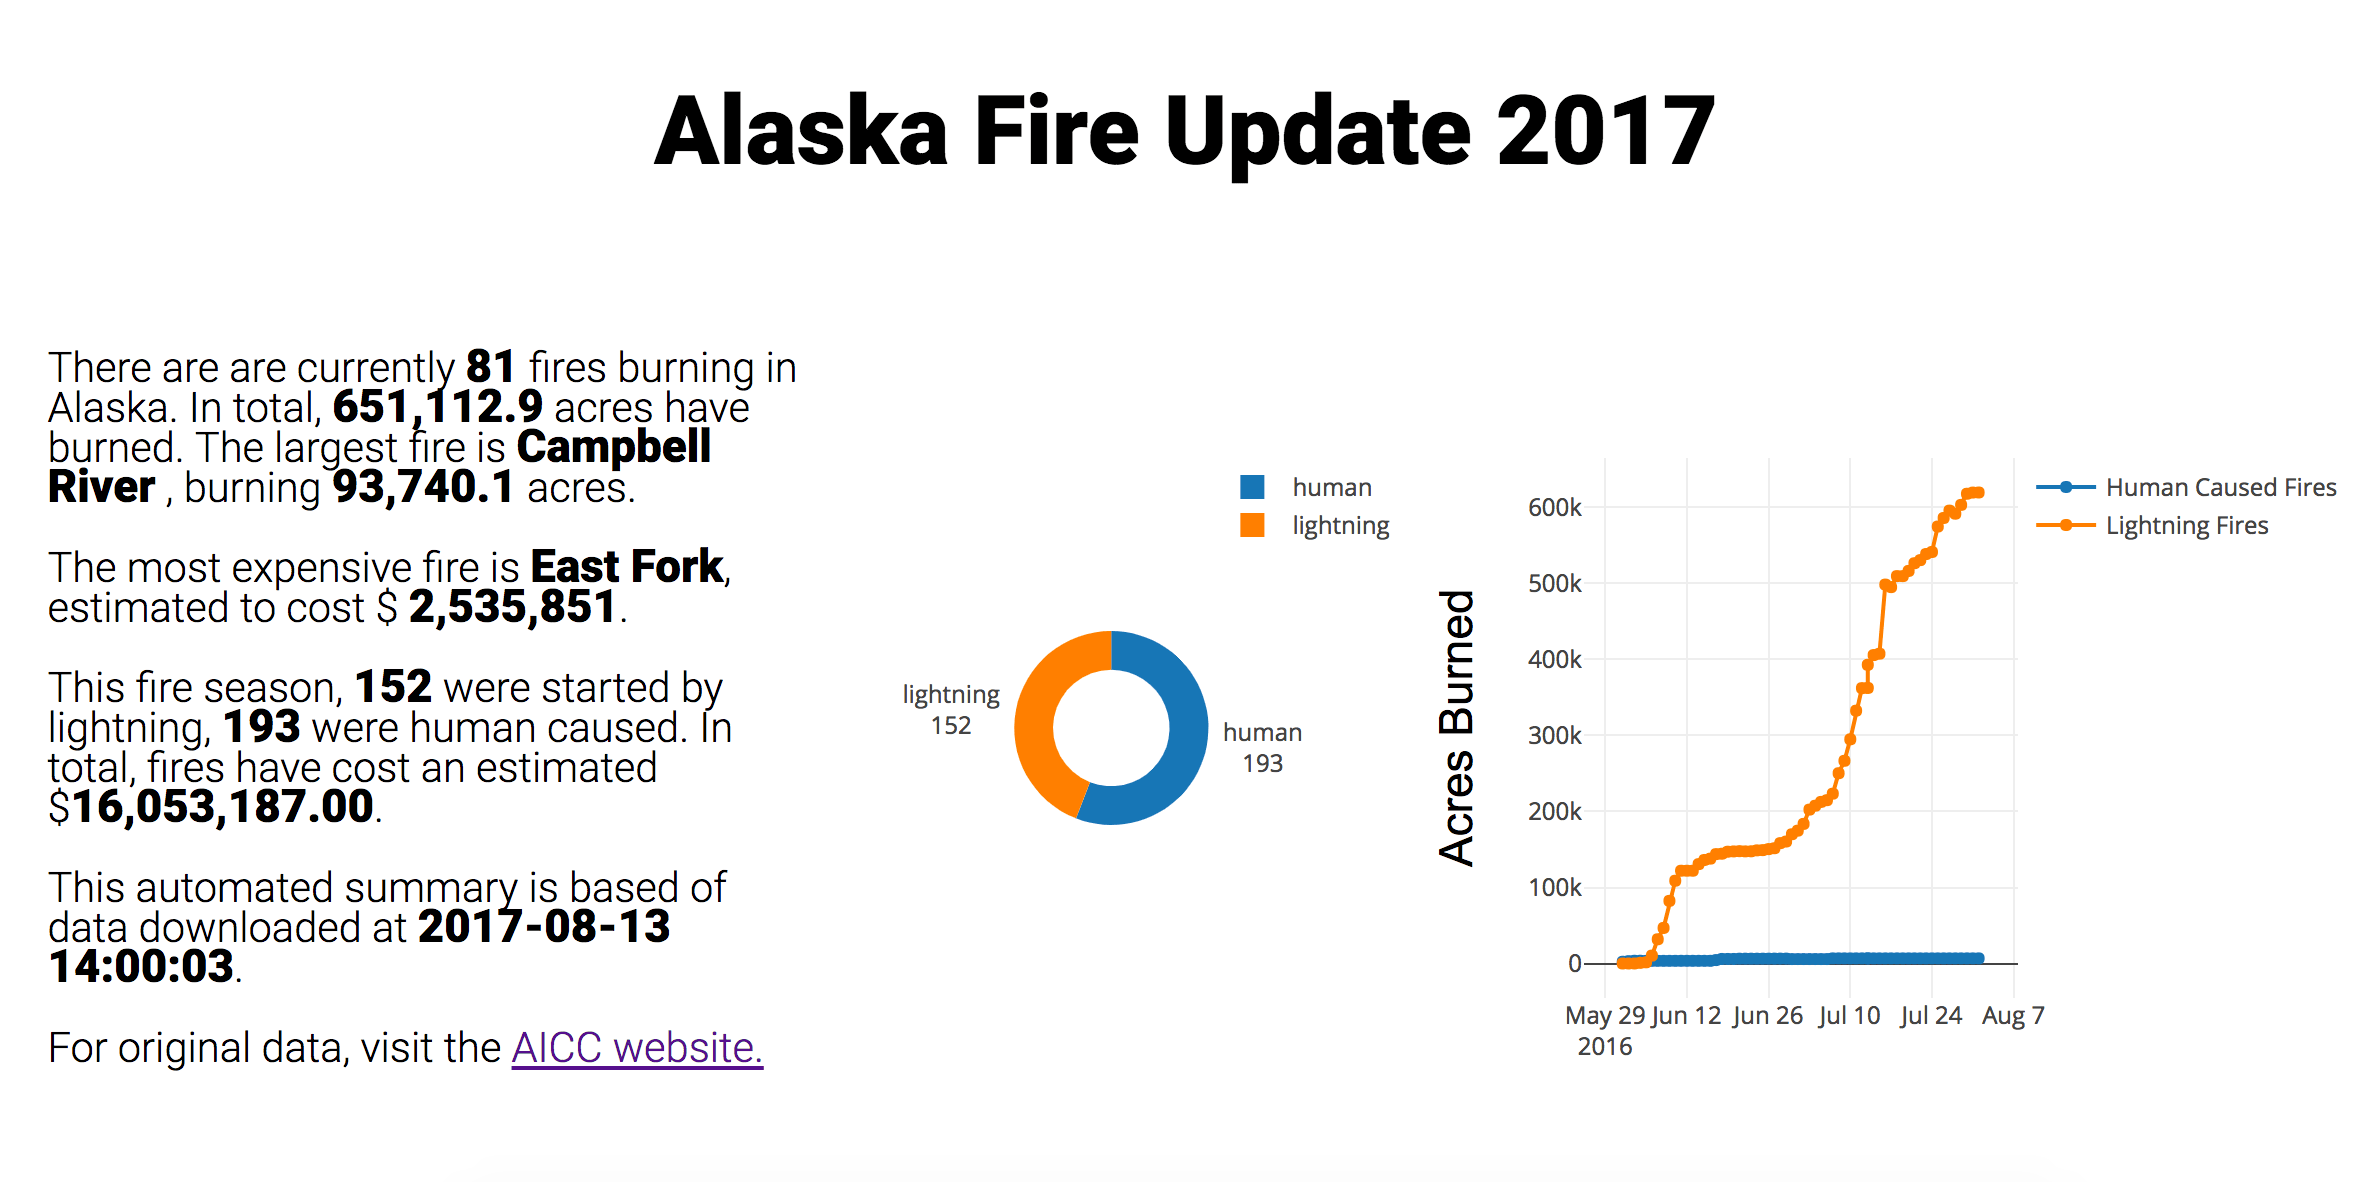 Alaska Fire Update 2017
There are are currently 81 fires burning in
Alaska. In total, 651,112.9 acres have
burned. The largest fire is Campbell
River , burning 93,740.1 acres.
The most expensive fire is East Fork,
estimated to cost $ 2,535,851.
This fire season, 152 were started by
lightning, 193 were human caused. In
total, fires have cost an estimated
$16,053,187.00.
This automated summary is based of
data downloaded at 2017-08-13
14:00:03.
For original data, visit the AICC website.
human
lightning
lightning
152
human
193
Acres Burned
600k
500k
400k
300k
200k
100k
0
May 29 Jun 12 Jun 26 Jul 10 Jul 24 Aug 7
2016
Human Caused Fires
Lightning Fires